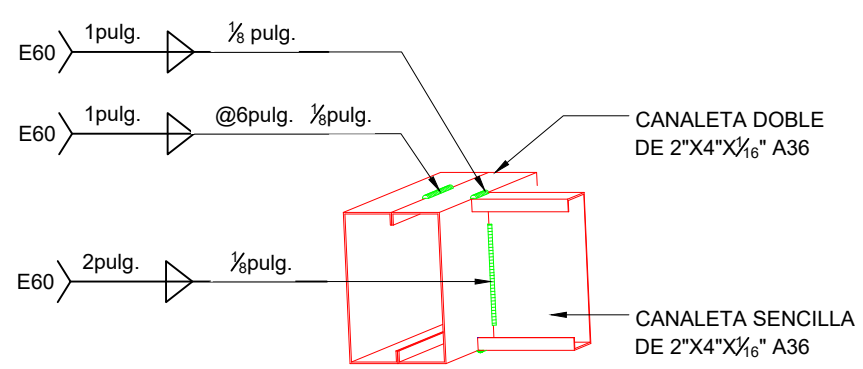 1pulg. ⅛ pulg.
E60
1pulg. @6pulg. ⅛pulg.
E60
CANALETA DOBLE
DE 2"X4"X1/16" A36
2pulg. ⅛pulg.
E60
CANALETA SENCILLA
DE 2"X4"X1/16" A36